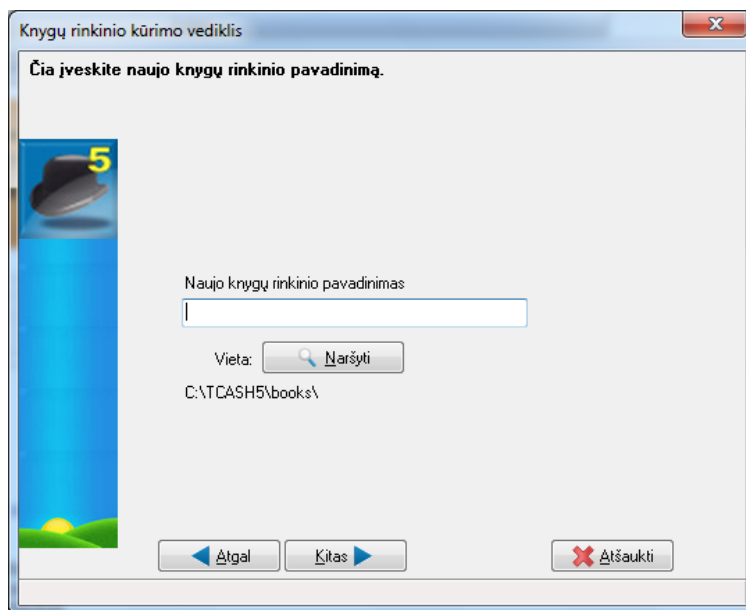 Knygų rinkinio kūrimo vediklis
Čia įveskite naujo knygų rinkinio pavadinimą.
5
Naujo knygų rinkinio pavadinimas
Vieta:
Naršyti
C:\TCASH5\books\
Atgal
Kitas
Atšaukti